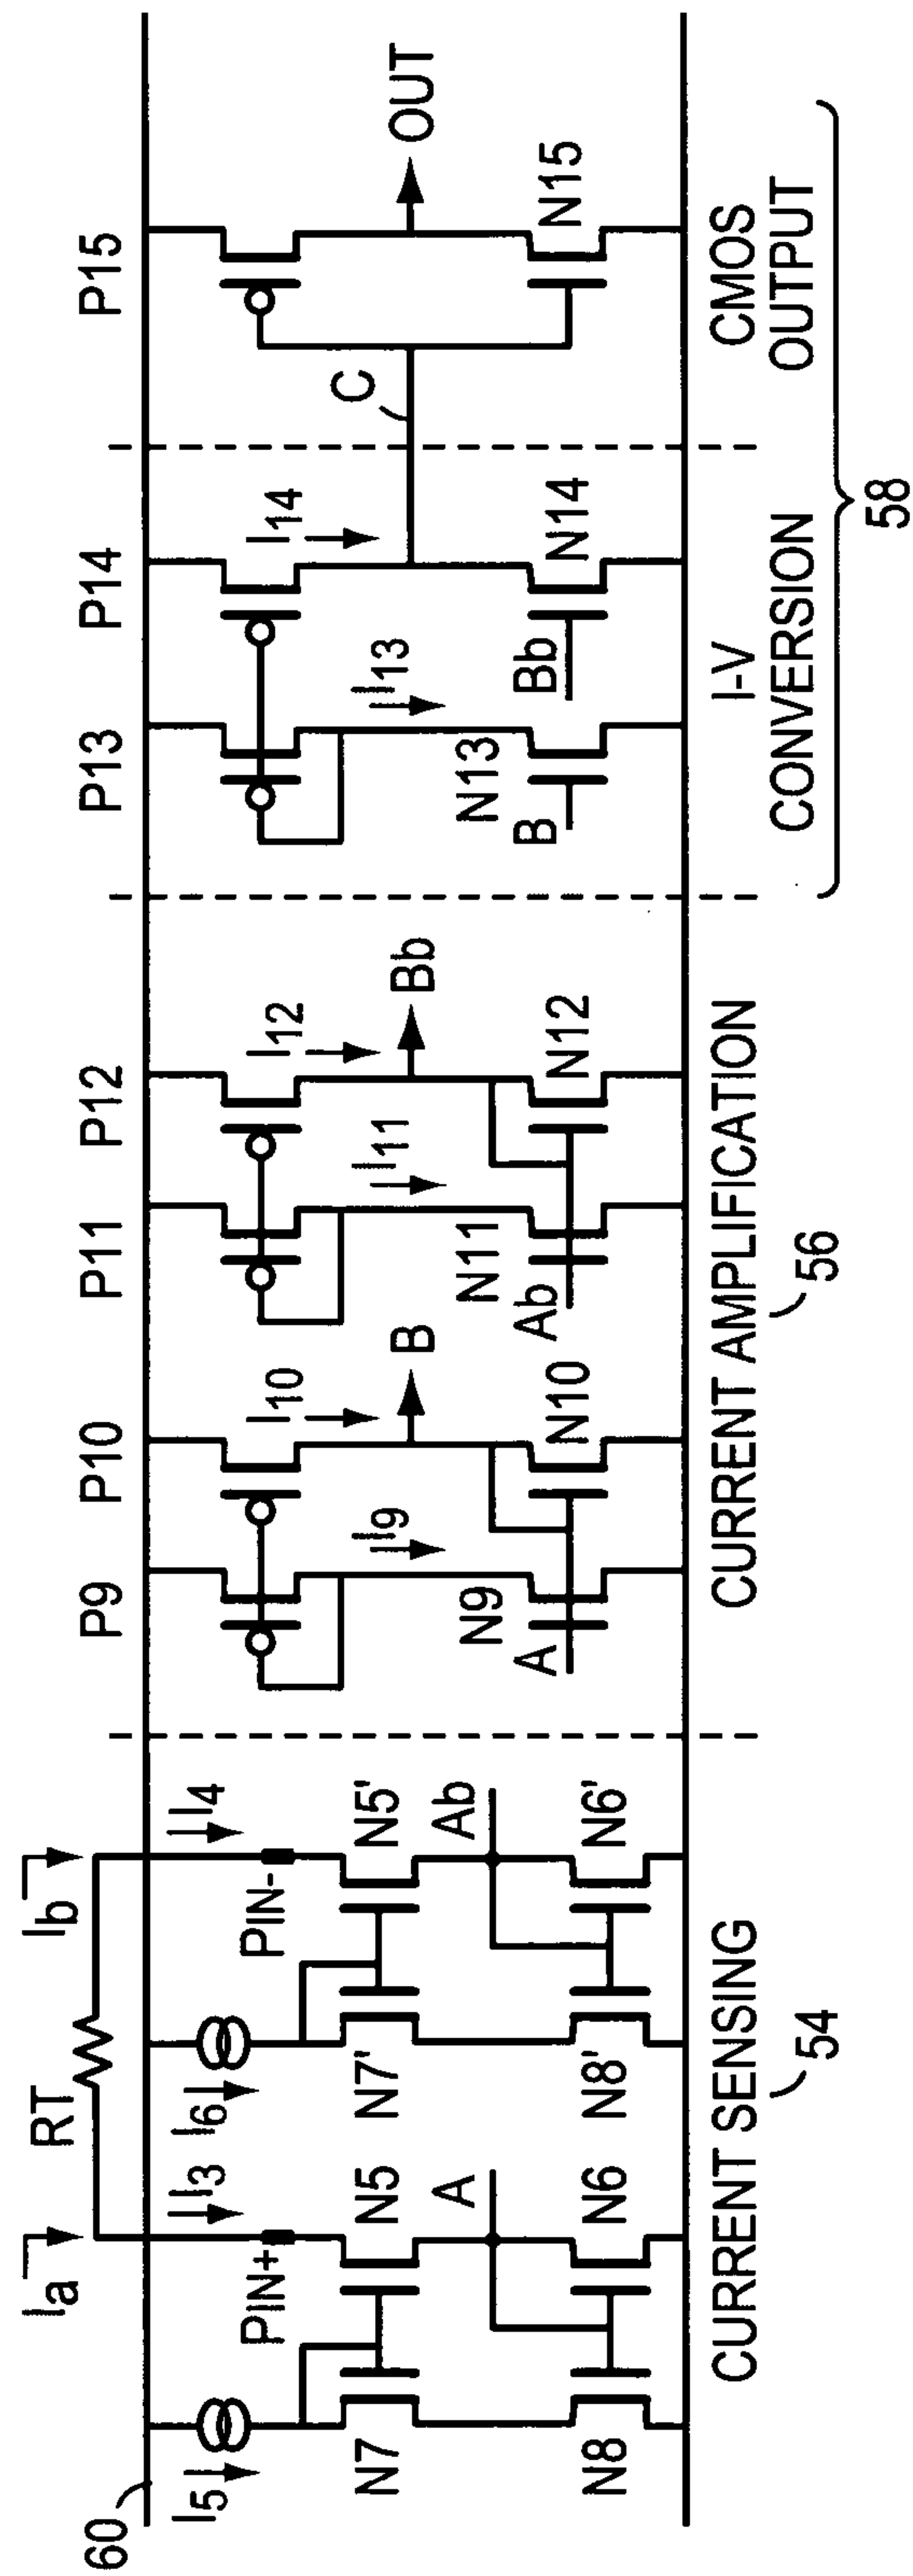 60
Ia
RT
Ib
I5
I3
I6
I4
PIN+
PIN-
N7
N5
N7'
N5'
A
Ab
N8
N6
N8'
N6'
CURRENT SENSING
54
P9
P10
P11
P12
I9
I10
I11
I12
B
Bb
N9
N10
N11
N12
A
Ab
CURRENT AMPLIFICATION
56
P13
P14
I13
I14
N13
N14
B
Bb
I-V
CONVERSION
C
P15
OUT
N15
CMOS
OUTPUT
58